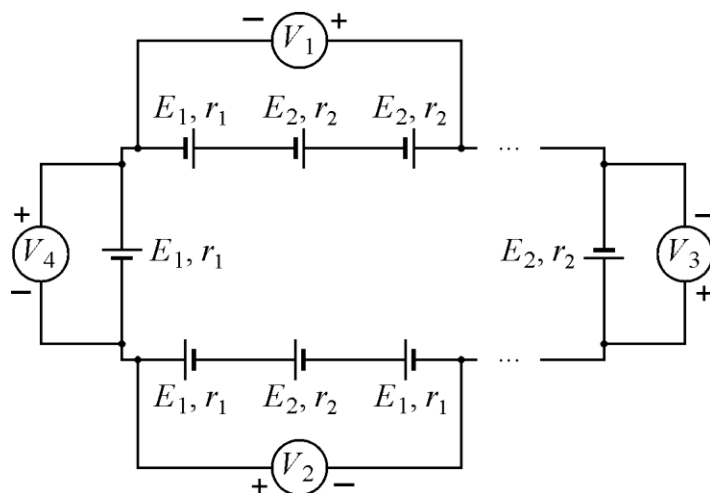 − V1 +
E1, r1 E2, r2 E2, r2
...
+ −
V4 E1, r1 E2, r2 V3
− +
...
E1, r1 E2, r2 E1, r1
+ V2 −